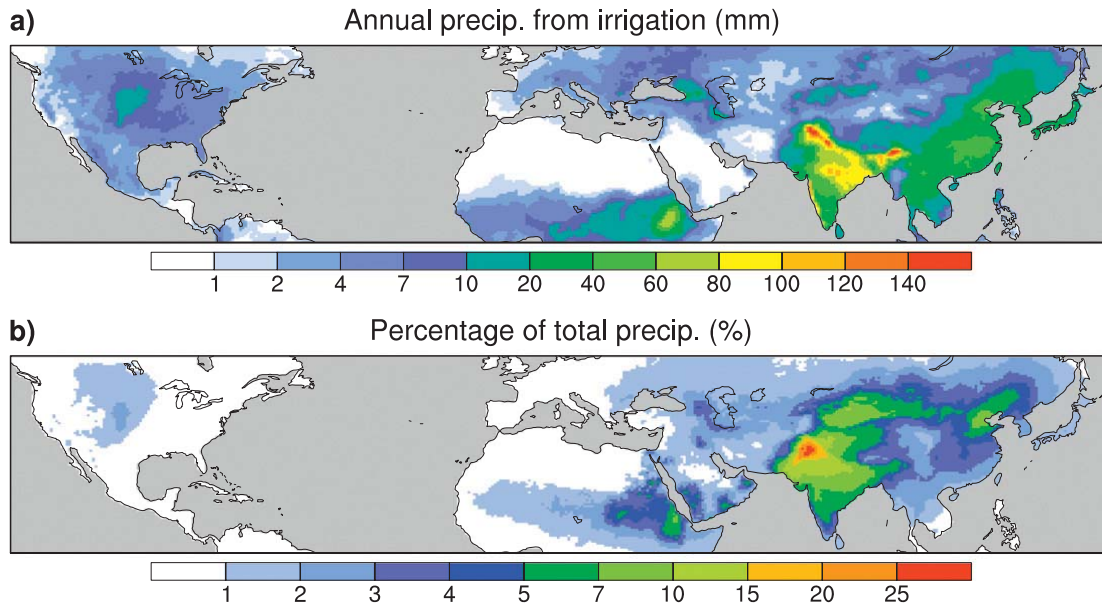 a) Annual precip. from irrigation (mm)
1 2 4 7 10 20 40 60 80 100 120 140
b) Percentage of total precip. (%)
1 2 3 4 5 7 10 15 20 25